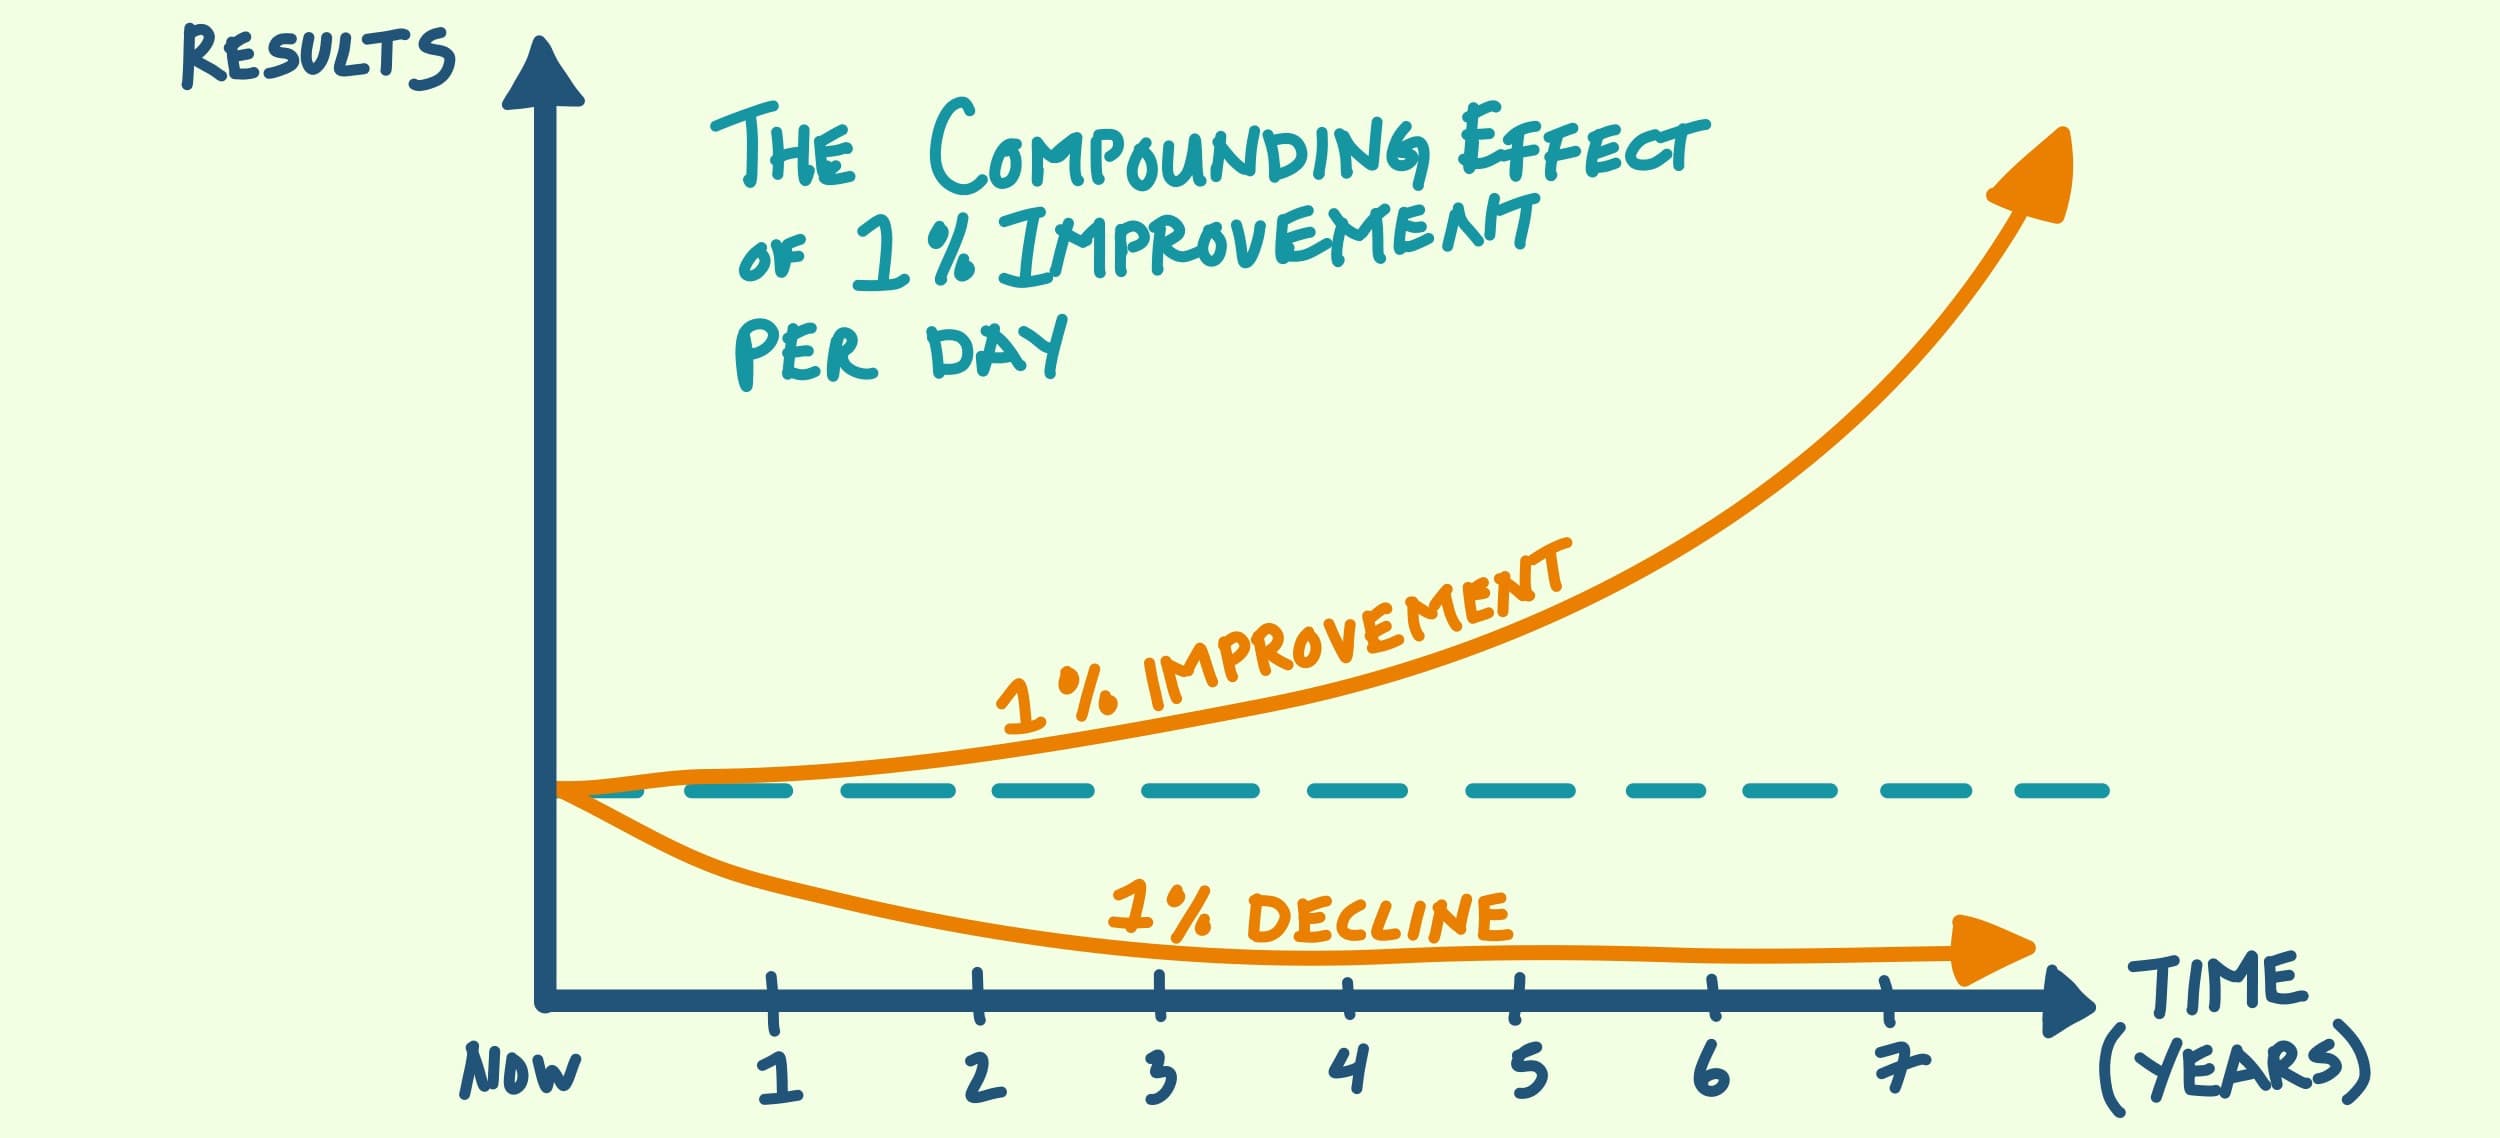 RESULTS
THE COMPOUNDING EFFECT
OF 1% IMPROVEMENT
PER DAY
1% IMPROVEMENT
1% DECLINE
TIME
(YEARS)
NOW 1 2 3 4 5 6 7